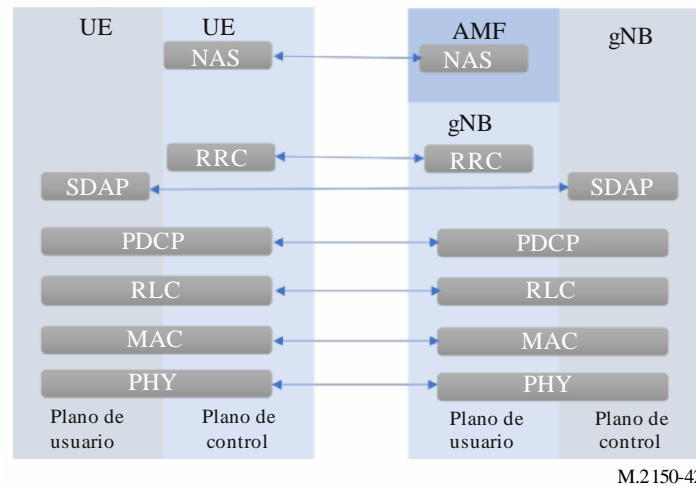 UE UE AMF gNB
NAS NAS
gNB
RRC RRC
SDAP SDAP
PDCP PDCP
RLC RLC
MAC MAC
PHY PHY
Plano de Plano de Plano de Plano de
usuario control usuario control